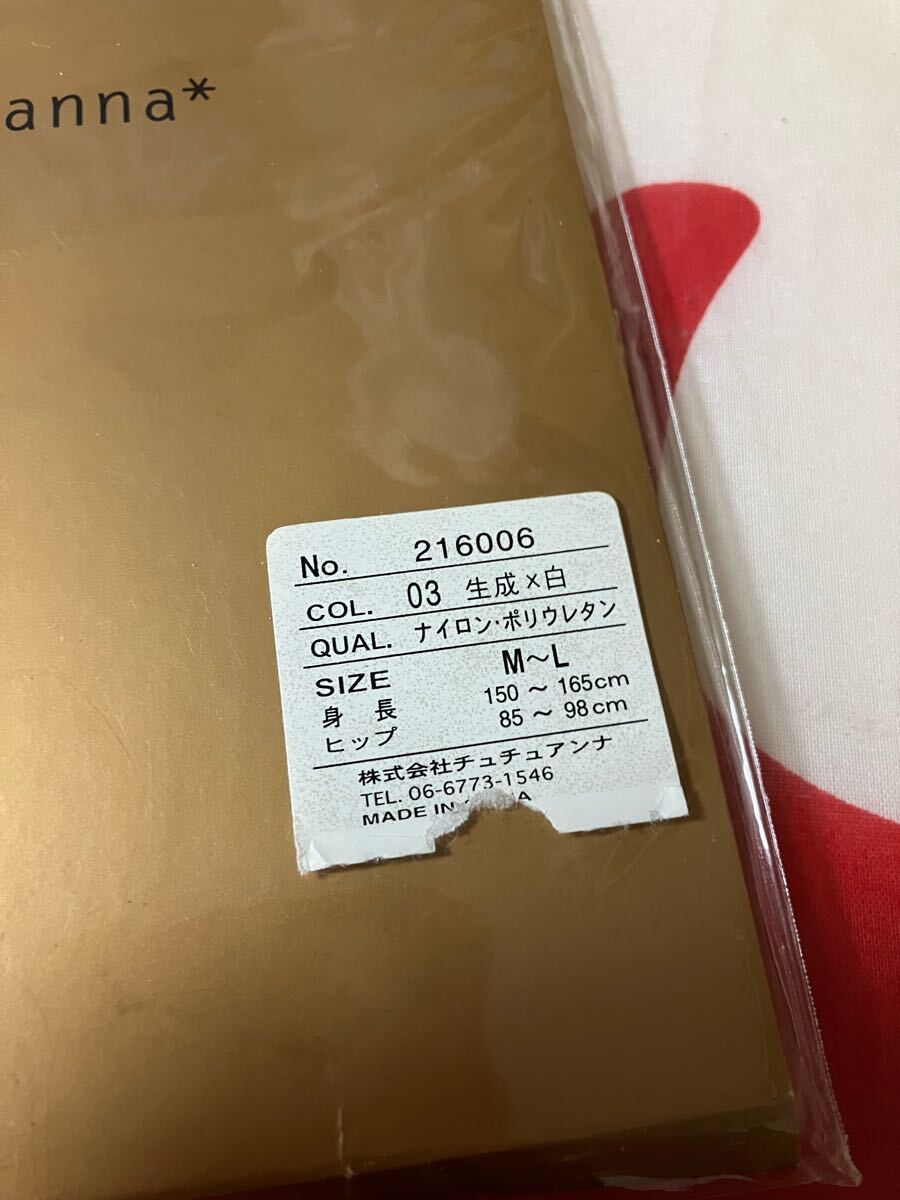 anna*
No. 216006
COL. 03 生成×白
QUAL. ナイロン・ポリウレタン
SIZE M～L
身長 150～165cm
ヒップ 85～98cm
株式会社チュチュアンナ
TEL. 06-6773-1546
MADE IN